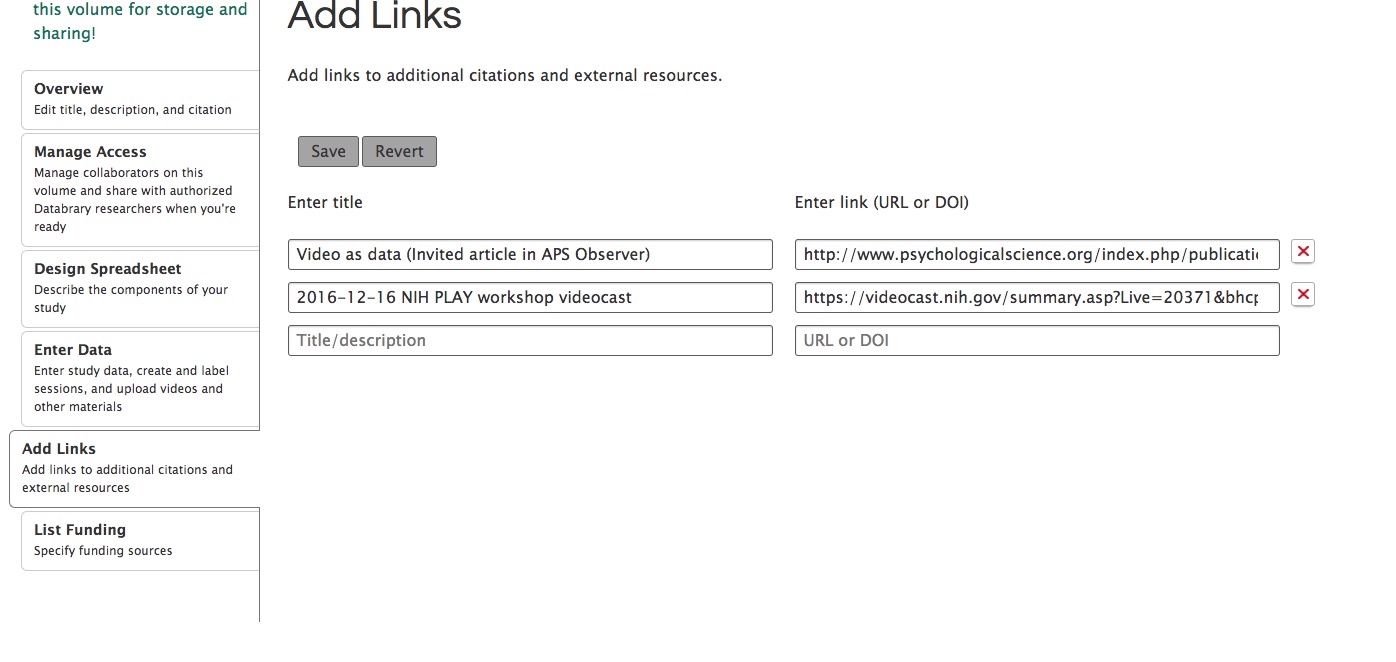 this volume for storage and
sharing!
Overview
Edit title, description, and citation
Manage Access
Manage collaborators on this
volume and share with authorized
Databrary researchers when you're
ready
Design Spreadsheet
Describe the components of your
study
Enter Data
Enter study data, create and label
sessions, and upload videos and
other materials
Add Links
Add links to additional citations and
external resources
List Funding
Specify funding sources
Add Links
Add links to additional citations and external resources.
Save Revert
Enter title Enter link (URL or DOI)
Video as data (Invited article in APS Observer) http://www.psychologicalscience.org/index.php/publicati
2016-12-16 NIH PLAY workshop videocast https://videocast.nih.gov/summary.asp?Live=20371&bhc
Title/description URL or DOI